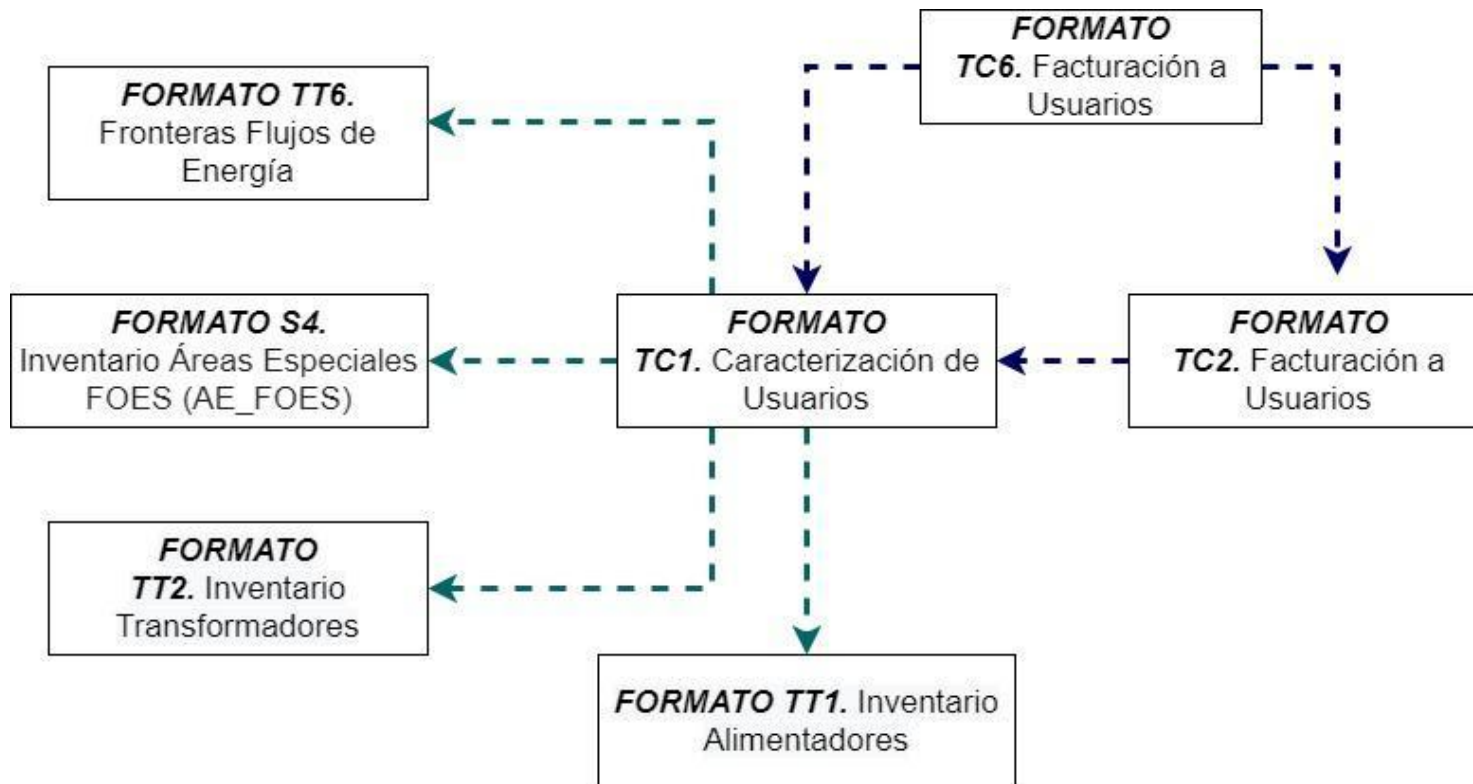 FORMATO
TC6. Facturación a
Usuarios
FORMATO TT6.
Fronteras Flujos de
Energía
FORMATO S4.
Inventario Áreas Especiales
FOES (AE_FOES)
FORMATO
TC1. Caracterización de
Usuarios
FORMATO
TC2. Facturación a
Usuarios
FORMATO
TT2. Inventario
Transformadores
FORMATO TT1. Inventario
Alimentadores